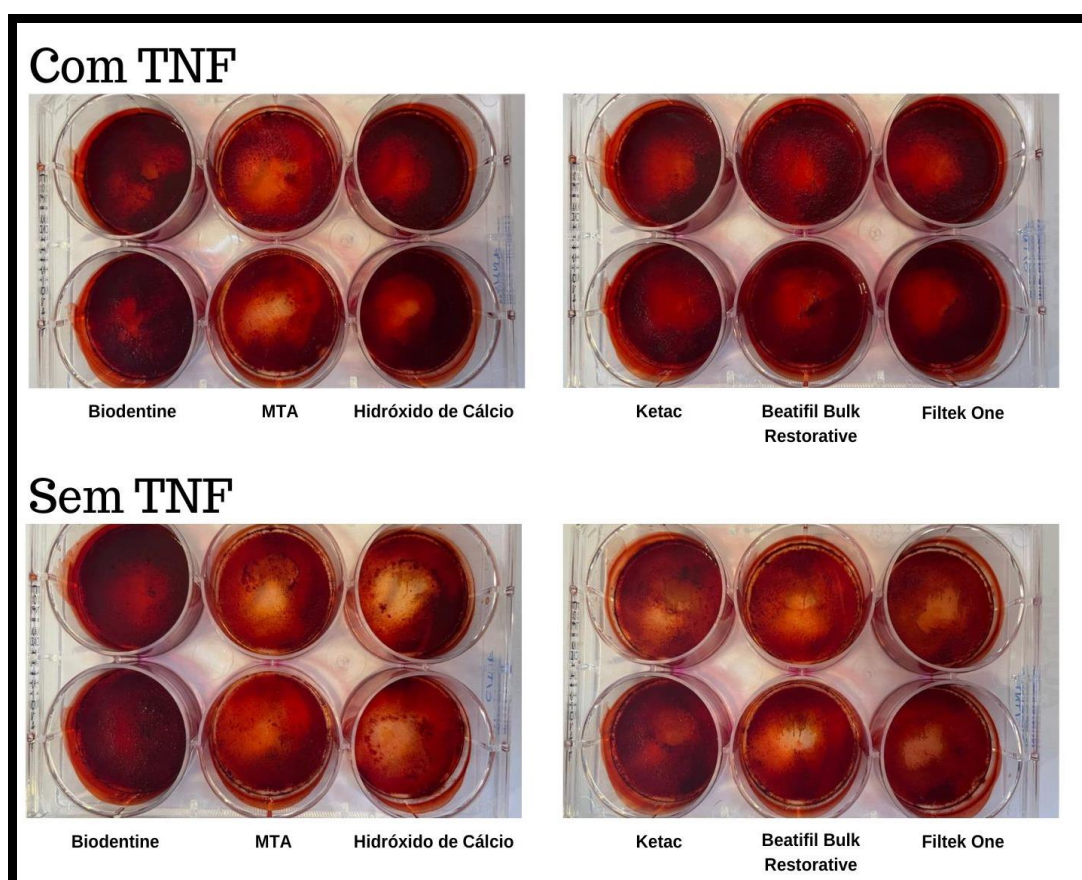 Com TNF
Biodentine
MTA
Hidróxido de Cálcio
Ketac
Beatifil Bulk
Restorative
Filtek One
Sem TNF
Biodentine
MTA
Hidróxido de Cálcio
Ketac
Beatifil Bulk
Restorative
Filtek One